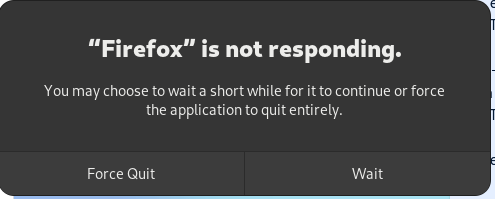 “Firefox” is not responding.
You may choose to wait a short while for it to continue or force
the application to quit entirely.
Force Quit
Wait